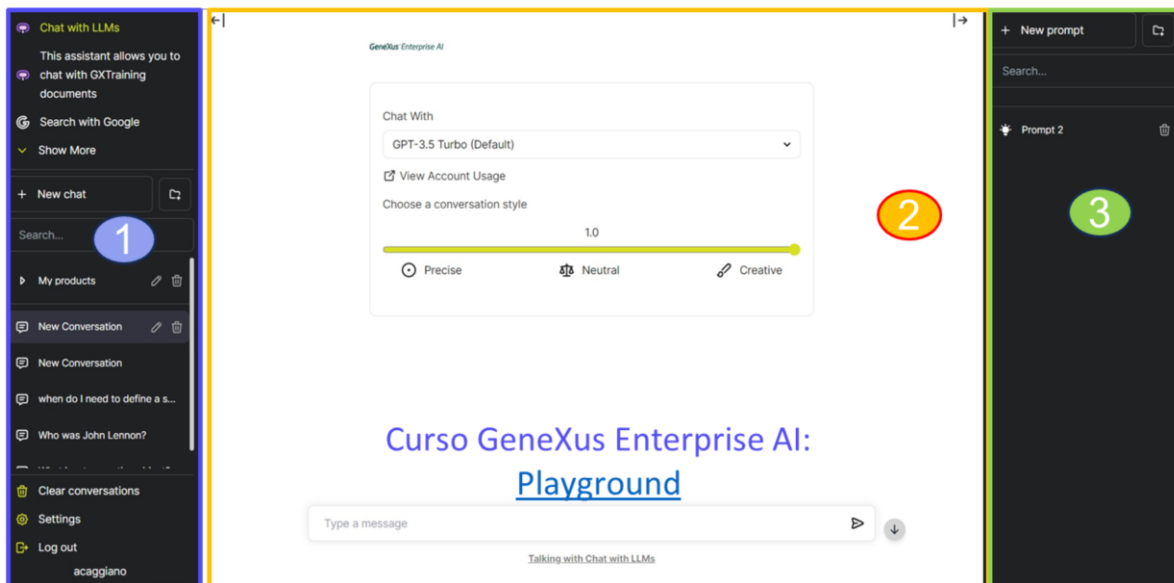 Chat with LLMs
This assistant allows you to
chat with GXTraining
documents
Search with Google
Show More
+ New chat
Search...
1
My products
New Conversation
New Conversation
when do I need to define a s...
Who was John Lennon?
Clear conversations
Settings
Log out
acaggiano
GeneXus Enterprise AI
Chat With
GPT-3.5 Turbo (Default)
View Account Usage
Choose a conversation style
1.0
Precise
Neutral
Creative
2
Curso GeneXus Enterprise AI:
Playground
Type a message
Talking with Chat with LLMs
+ New prompt
Search...
Prompt 2
3